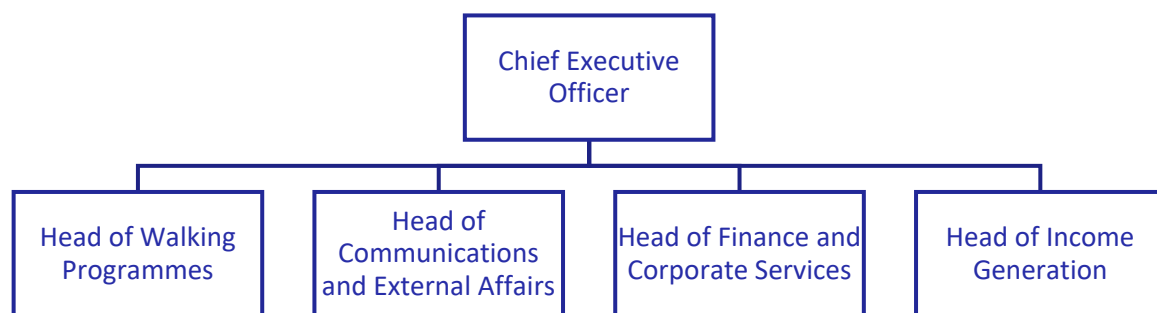 Chief Executive
Officer
Head of Walking
Programmes
Head of
Communications
and External Affairs
Head of Finance and
Corporate Services
Head of Income
Generation